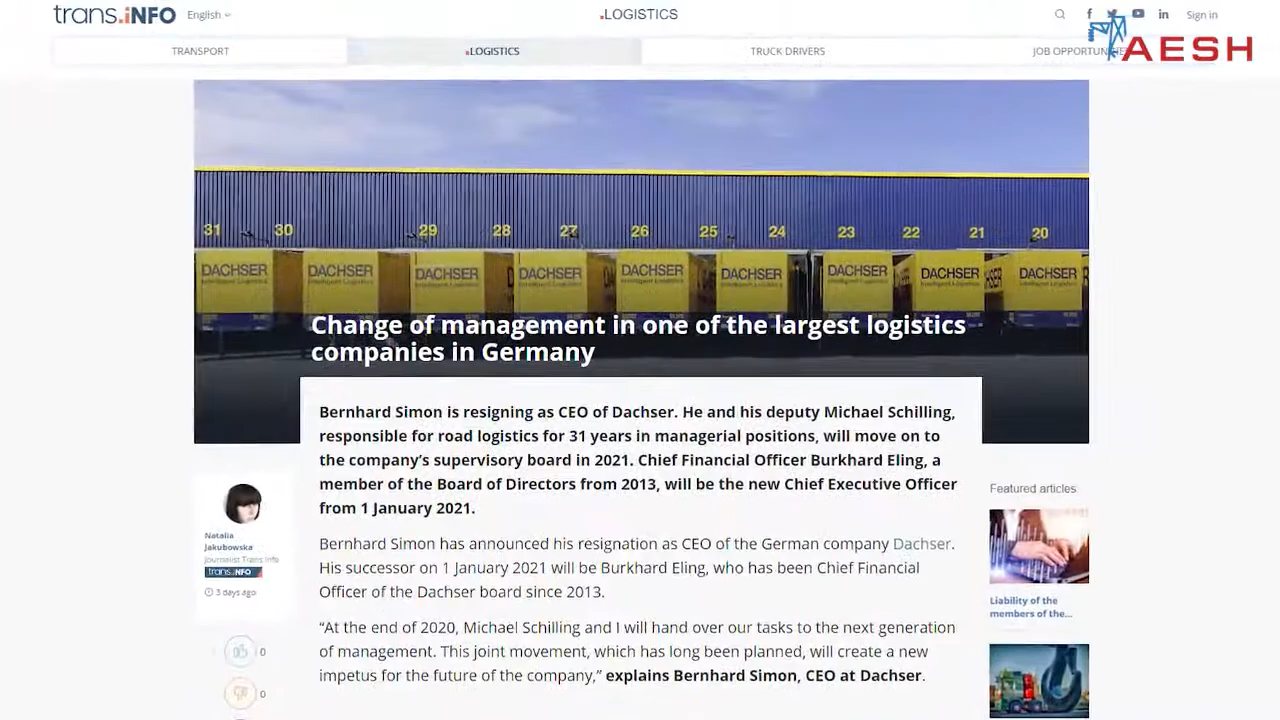 trans.iNFO
English
.LOGISTICS
Sign in
AESH
TRANSPORT
.LOGISTICS
TRUCK DRIVERS
JOB OPPORTUNITIES
31 30 29 28 27 26 25 24 23 22 21 20
DACHSER DACHSER DACHSER DACHSER DACHSER DACHSER DACHSER DACHSER DACHSER
Change of management in one of the largest logistics
companies in Germany
Bernhard Simon is resigning as CEO of Dachser. He and his deputy Michael Schilling,
responsible for road logistics for 31 years in managerial positions, will move on to
the company’s supervisory board in 2021. Chief Financial Officer Burkhard Eling, a
member of the Board of Directors from 2013, will be the new Chief Executive Officer
from 1 January 2021.
Bernhard Simon has announced his resignation as CEO of the German company Dachser.
His successor on 1 January 2021 will be Burkhard Eling, who has been Chief Financial
Officer of the Dachser board since 2013.
“At the end of 2020, Michael Schilling and I will hand over our tasks to the next generation
of management. This joint movement, which has long been planned, will create a new
impetus for the future of the company,” explains Bernhard Simon, CEO at Dachser.
Natalia
Jakubowska
Journalist Trans.info
trans.iNFO
3 days ago
0
0
Featured articles
Liability of the
members of the...